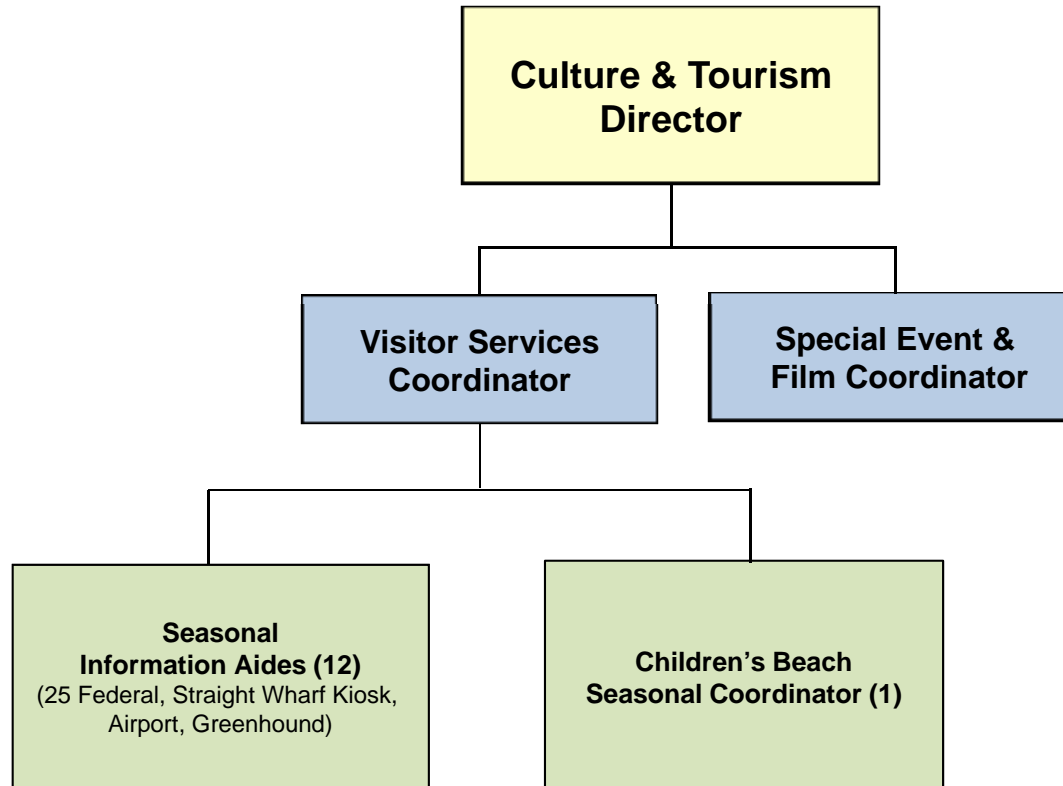 Culture & Tourism
Director
Visitor Services
Coordinator
Special Event &
Film Coordinator
Seasonal
Information Aides (12)
(25 Federal, Straight Wharf Kiosk,
Airport, Greenhound)
Children’s Beach
Seasonal Coordinator (1)